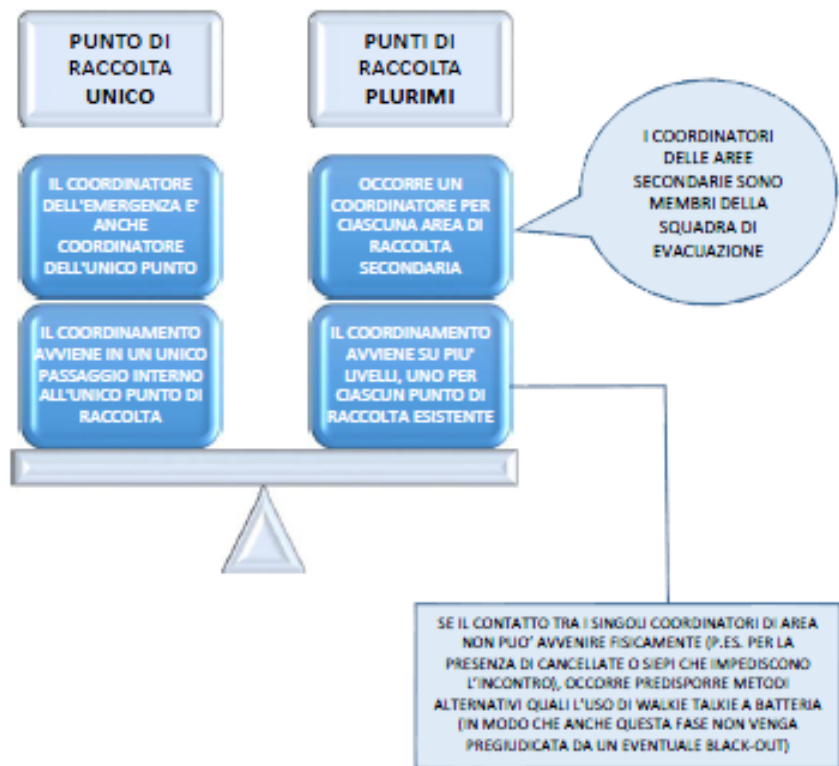 PUNTO DI
RACCOLTA
UNICO
PUNTI DI
RACCOLTA
PLURIMI
IL COORDINATORE
DELL'EMERGENZA E'
ANCHE
COORDINATORE
DELL'UNICO PUNTO
OCCORRE UN
COORDINATORE PER
CIASCUNA AREA DI
RACCOLTA
SECONDARIA
I COORDINATORI
DELLE AREE
SECONDARIE SONO
MEMBRI DELLA
SQUADRA DI
EVACUAZIONE
IL COORDINAMENTO
AVVIENE IN UN UNICO
PASSAGGIO INTERNO
ALL'UNICO PUNTO DI
RACCOLTA
IL COORDINAMENTO
AVVIENE SU PIU'
LIVELLI, UNO PER
CIASCUN PUNTO DI
RACCOLTA ESISTENTE
SE IL CONTATTO TRA I SINGOLI COORDINATORI DI AREA
NON PUO' AVVENIRE FISICAMENTE (P.ES. PER LA
PRESENZA DI CANCELLATE O SIEPI CHE IMPEDISCONO
L'INCONTRO), OCCORRE PREDISPORRE METODI
ALTERNATIVI QUALI L'USO DI WALKIE TALKIE A BATTERIA
(IN MODO CHE ANCHE QUESTA FASE NON VENGA
PREGIUDICATA DA UN EVENTUALE BLACK-OUT)